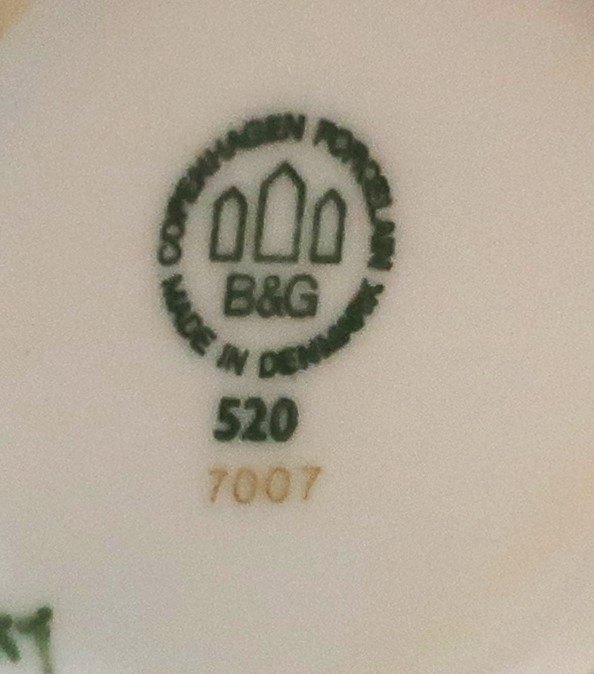 COPENHAGEN PORCELAIN
B&G
MADE IN DENMARK
520
7007